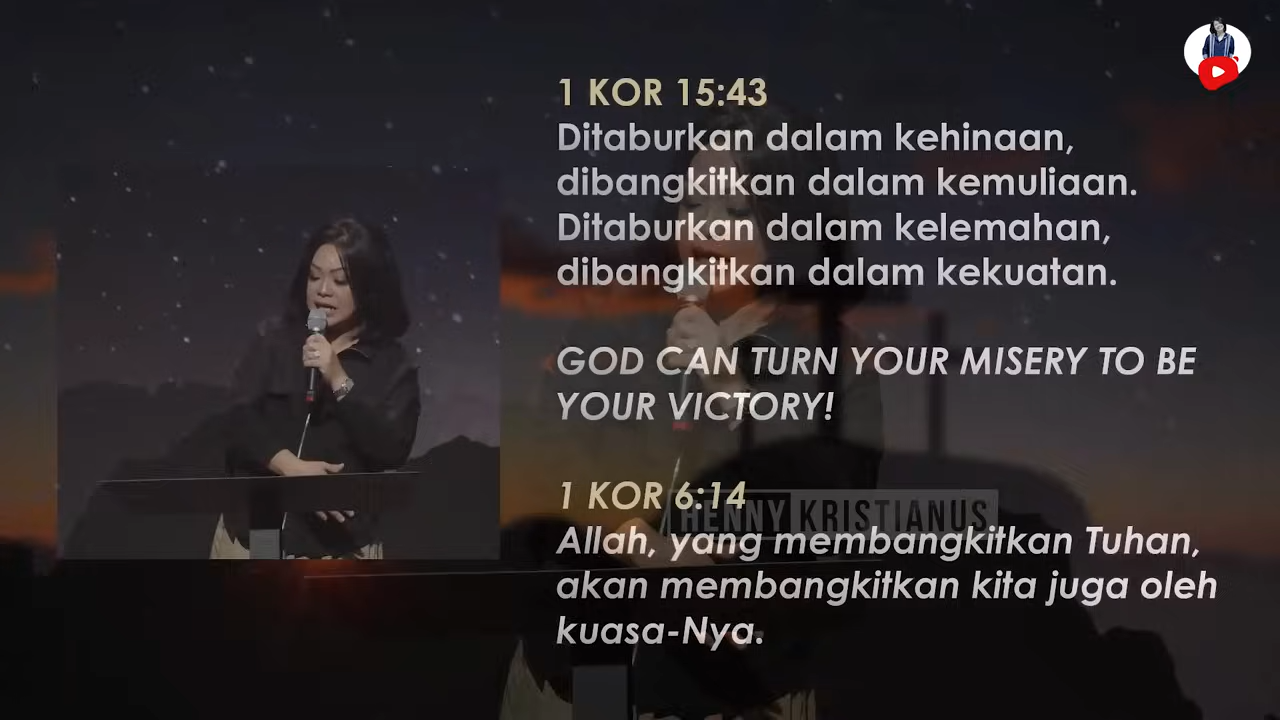 1 KOR 15:43
Ditaburkan dalam kehinaan,
dibangkitkan dalam kemuliaan.
Ditaburkan dalam kelemahan,
dibangkitkan dalam kekuatan.
GOD CAN TURN YOUR MISERY TO BE
YOUR VICTORY!
1 KOR 6:14
HENNY KRISTIANUS
Allah, yang membangkitkan Tuhan,
akan membangkitkan kita juga oleh
kuasa-Nya.